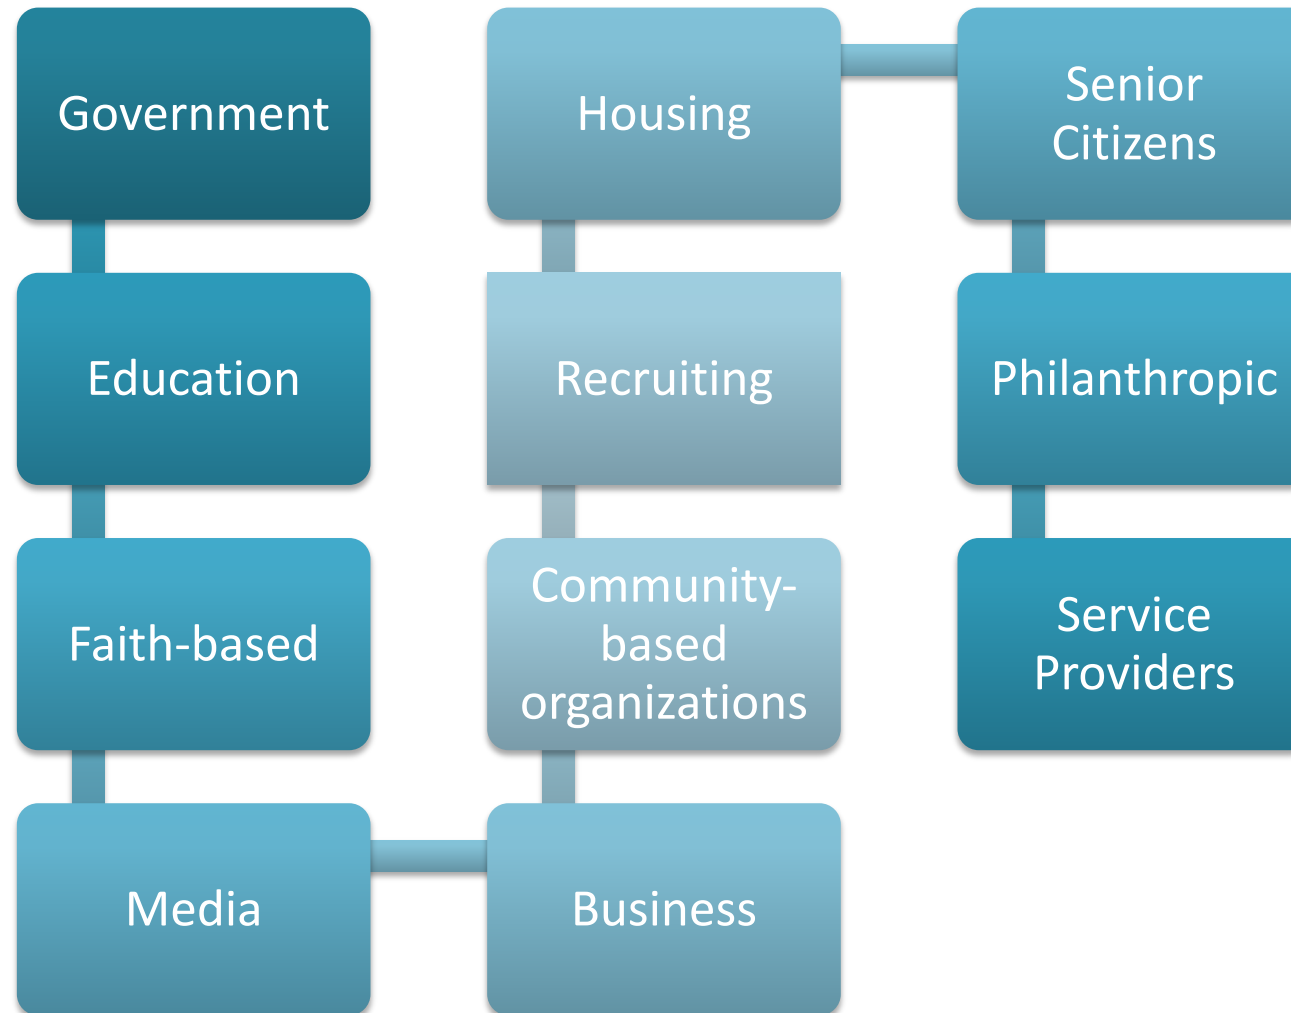 Government
Education
Faith-based
Media
Business
Community-
based
organizations
Recruiting
Housing
Senior
Citizens
Philanthropic
Service
Providers